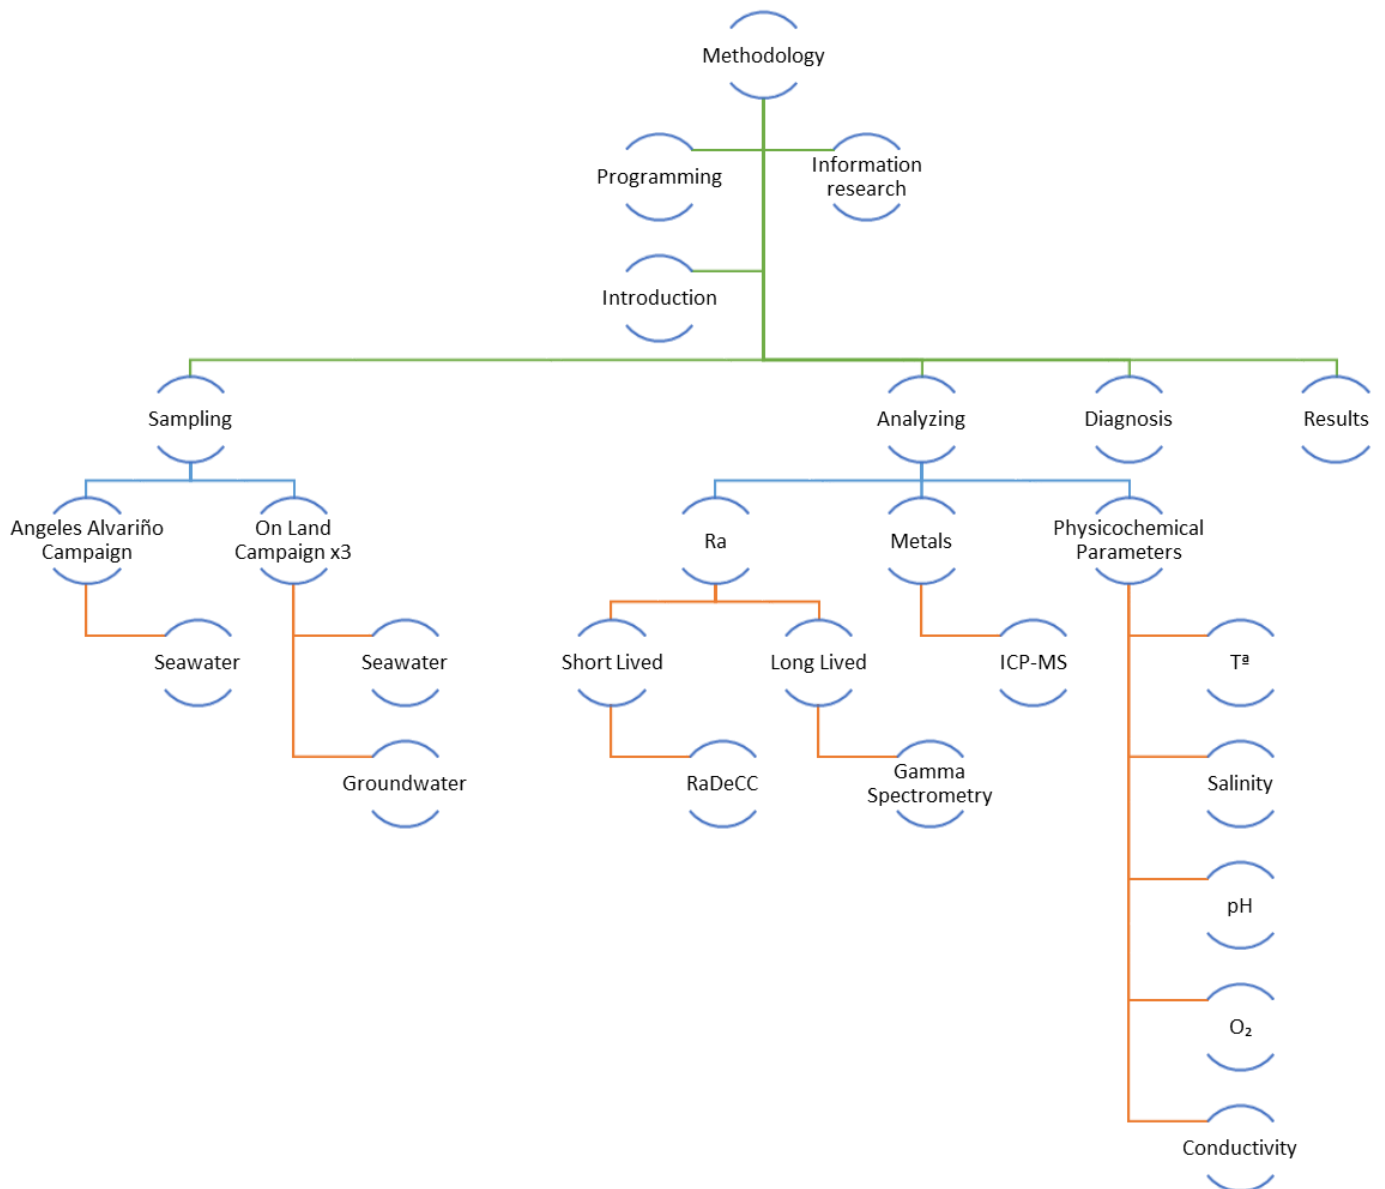 Methodology
Programming
Information
research
Introduction
Sampling
Analyzing
Diagnosis
Results
Angeles Alvariño
Campaign
On Land
Campaign x3
Ra
Metals
Physicochemical
Parameters
Seawater
Seawater
Short Lived
Long Lived
ICP-MS
Tª
Groundwater
RaDeCC
Gamma
Spectrometry
Salinity
pH
O₂
Conductivity